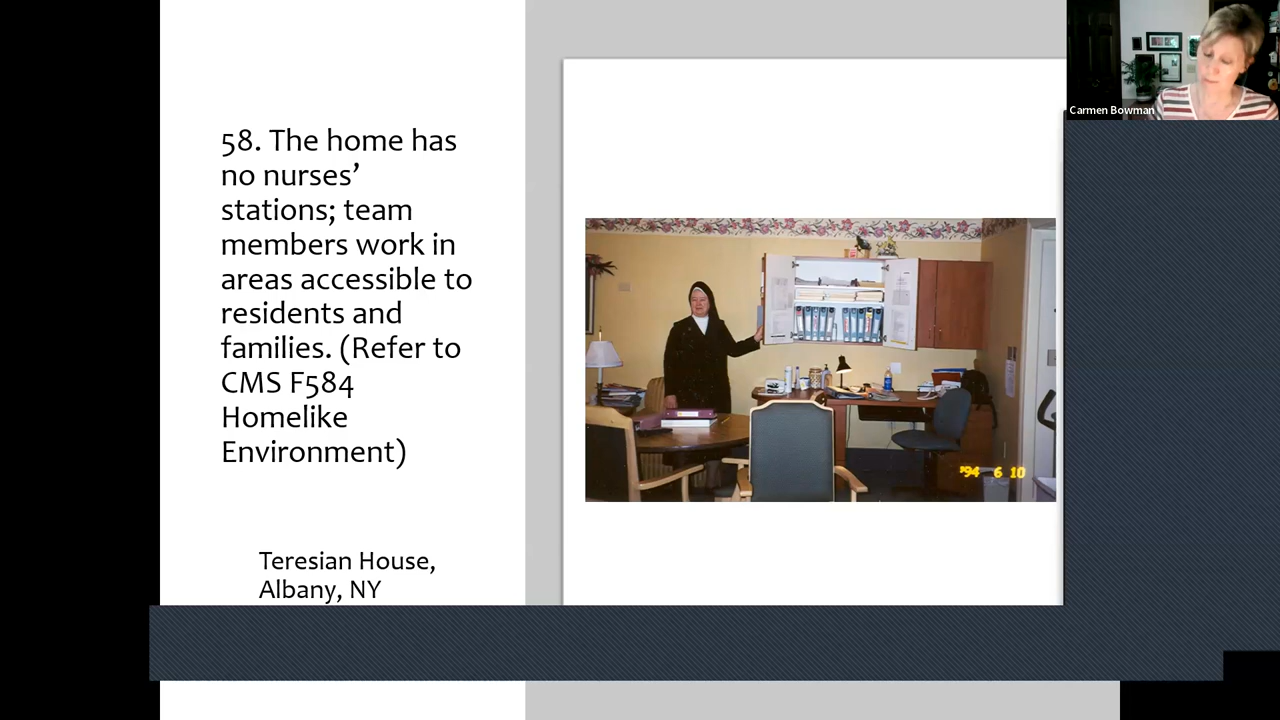 58. The home has
no nurses’
stations; team
members work in
areas accessible to
residents and
families. (Refer to
CMS F584
Homelike
Environment)
Teresian House,
Albany, NY
Carmen Bowman
'94 6 10